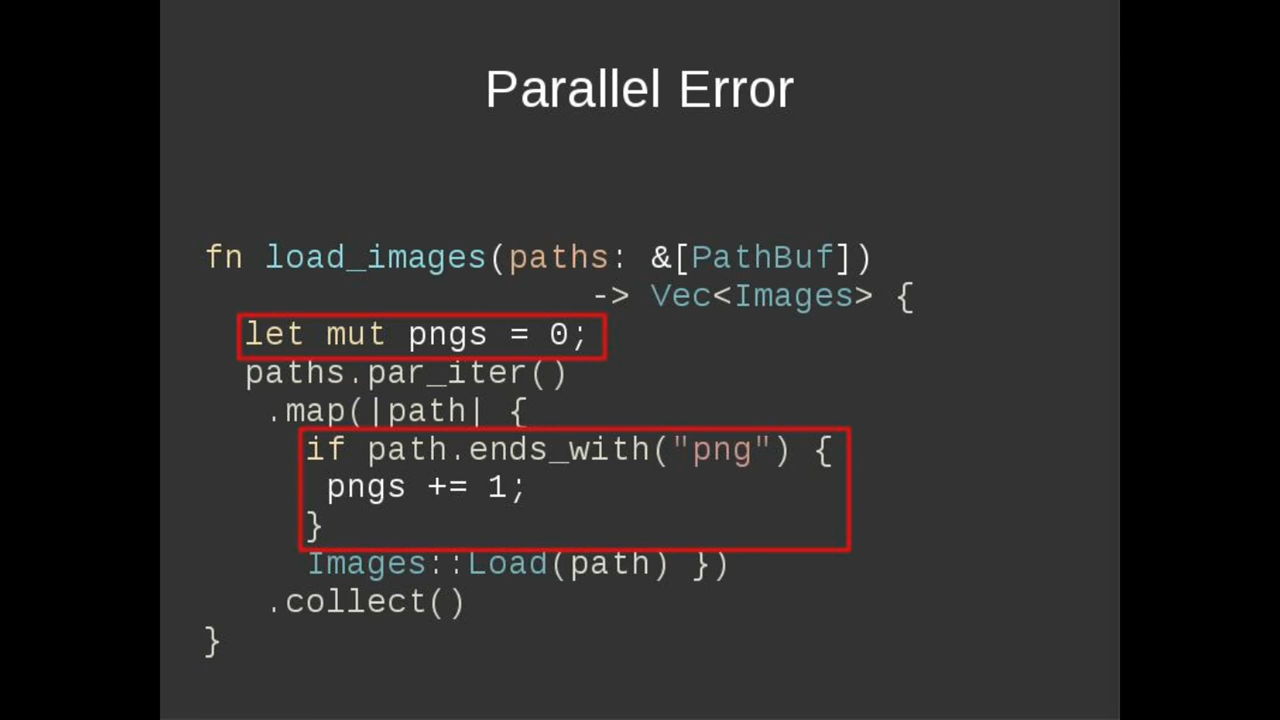 Parallel Error
fn load_images(paths: &[PathBuf])
-> Vec<Images> {
let mut pngs = 0;
paths.par_iter()
.map(|path| {
if path.ends_with("png") {
pngs += 1;
}
Images::Load(path) })
.collect()
}